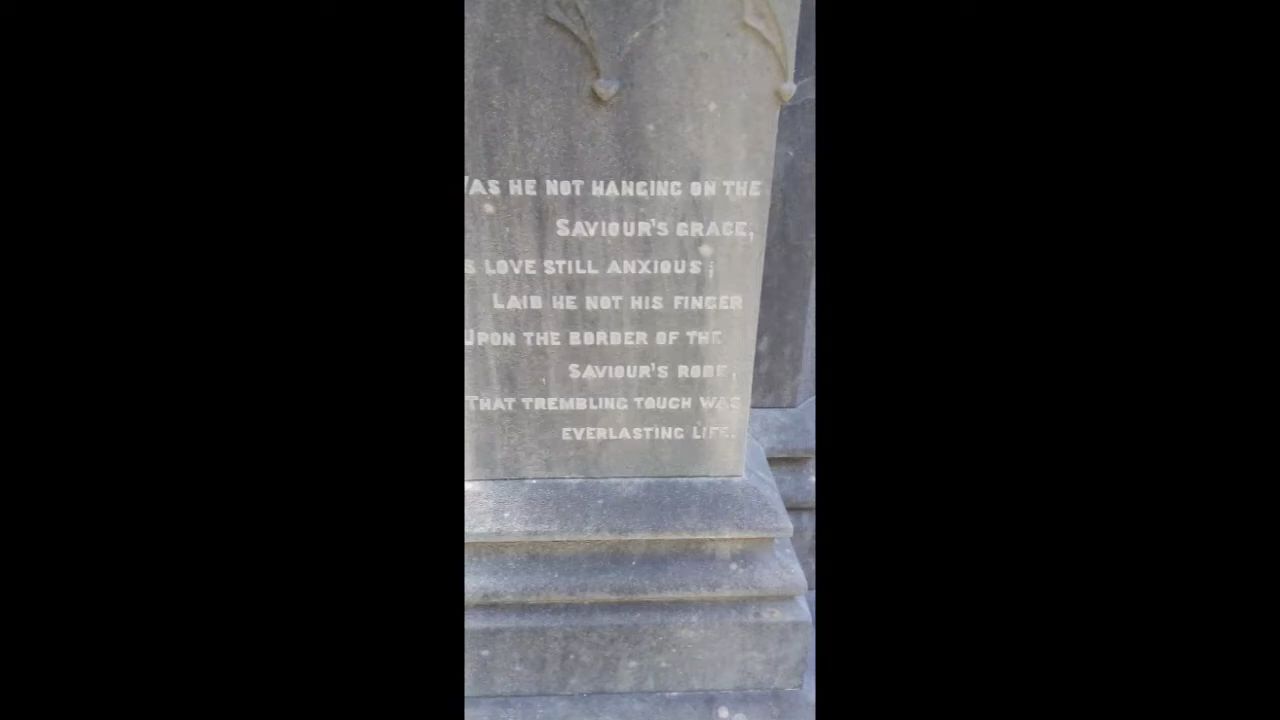 WAS HE NOT HANGING ON THE
SAVIOUR'S GRACE,
S LOVE STILL ANXIOUS;
LAID HE NOT HIS FINGER
UPON THE BORDER OF THE
SAVIOUR'S ROBE,
THAT TREMBLING TOUCH WAS
EVERLASTING LIFE.